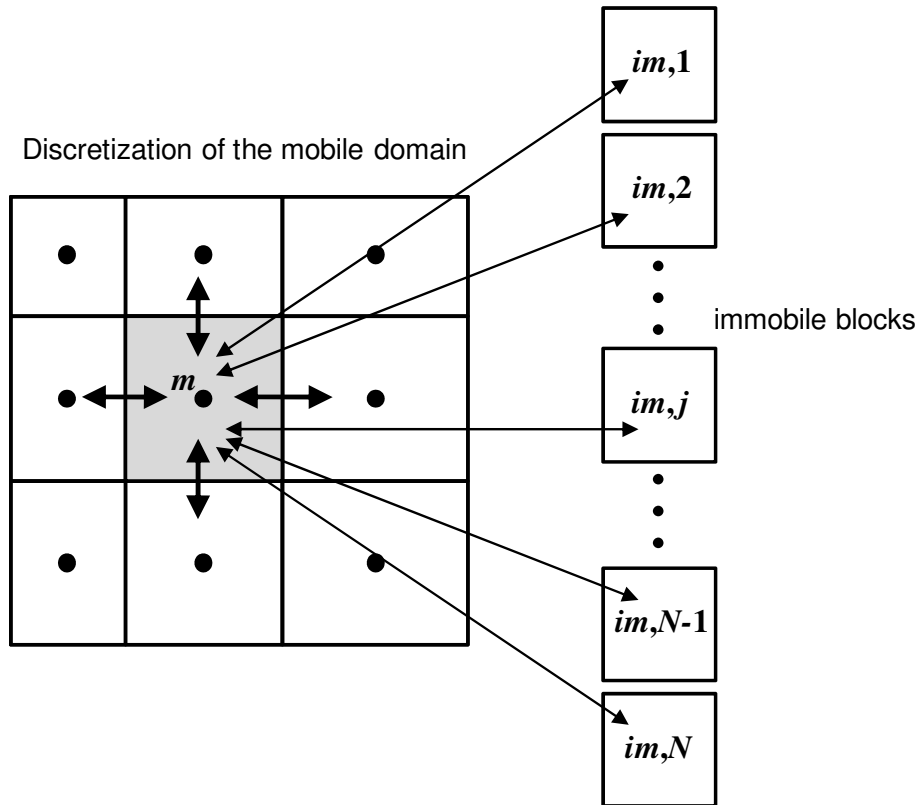 im,1
Discretization of the mobile domain
im,2
immobile blocks
m
im,j
im,N-1
im,N